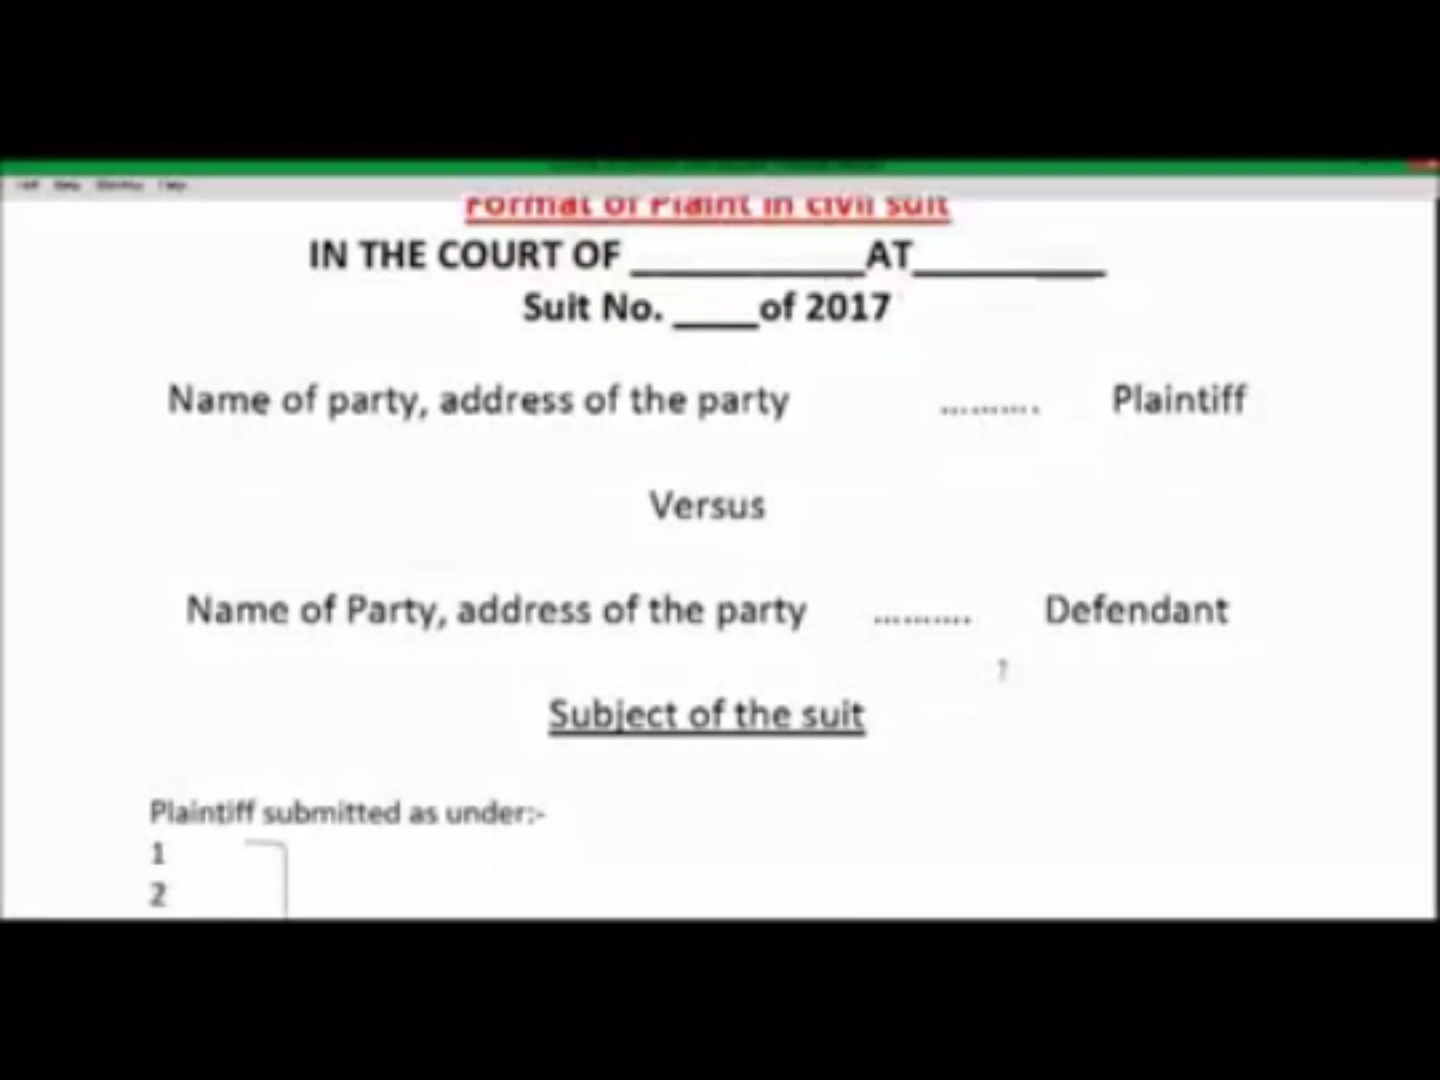 Format of Plaint in civil suit
IN THE COURT OF ___________AT_________
Suit No. ____of 2017
Name of party, address of the party ………. Plaintiff
Versus
Name of Party, address of the party ………. Defendant
Subject of the suit
Plaintiff submitted as under:-
1
2